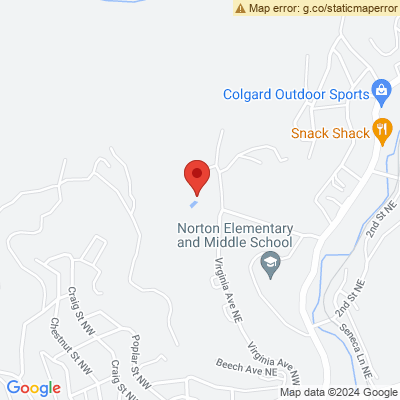 Map error: g.co/staticmaperror
Colgard Outdoor Sports
Snack Shack
Norton Elementary
and Middle School
2nd St NE
Virginia Ave NE
Craig St NW
Chestnut St NW
Poplar St NW
Craig St NW
2nd St NE
Seneca Ln NE
Beech Ave NE
Virginia Ave NW
Google
Map data ©2024 Google